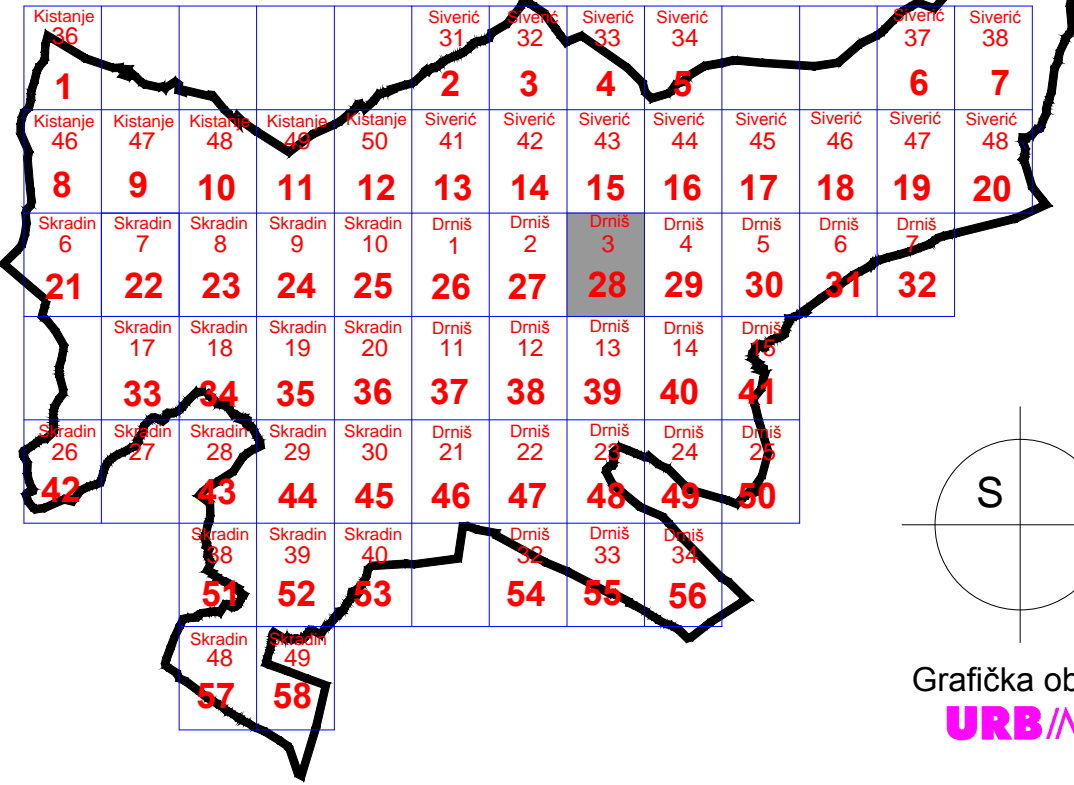 Kistanje Siverić Siverić Siverić Siverić Siverić Siverić
36 31 32 33 34 37 38
1 2 3 4 5 6 7
Kistanje Kistanje Kistanje Kistanje Kistanje Siverić Siverić Siverić Siverić Siverić Siverić Siverić Siverić
46 47 48 49 50 41 42 43 44 45 46 47 48
8 9 10 11 12 13 14 15 16 17 18 19 20
Skradin Skradin Skradin Skradin Skradin Drniš Drniš Drniš Drniš Drniš Drniš Drniš
6 7 8 9 10 1 2 3 4 5 6 7
21 22 23 24 25 26 27 28 29 30 31 32
Skradin Skradin Skradin Skradin Drniš Drniš Drniš Drniš Drniš
17 18 19 20 11 12 13 14 15
33 34 35 36 37 38 39 40 41
Skradin Skradin Skradin Skradin Skradin Drniš Drniš Drniš Drniš Drniš
26 27 28 29 30 21 22 23 24 25
42 43 44 45 46 47 48 49 50
Skradin Skradin Skradin Drniš Drniš Drniš
38 39 40 32 33 34
51 52 53 54 55 56
Skradin Skradin
48 49
57 58
S
Grafička ob
URB